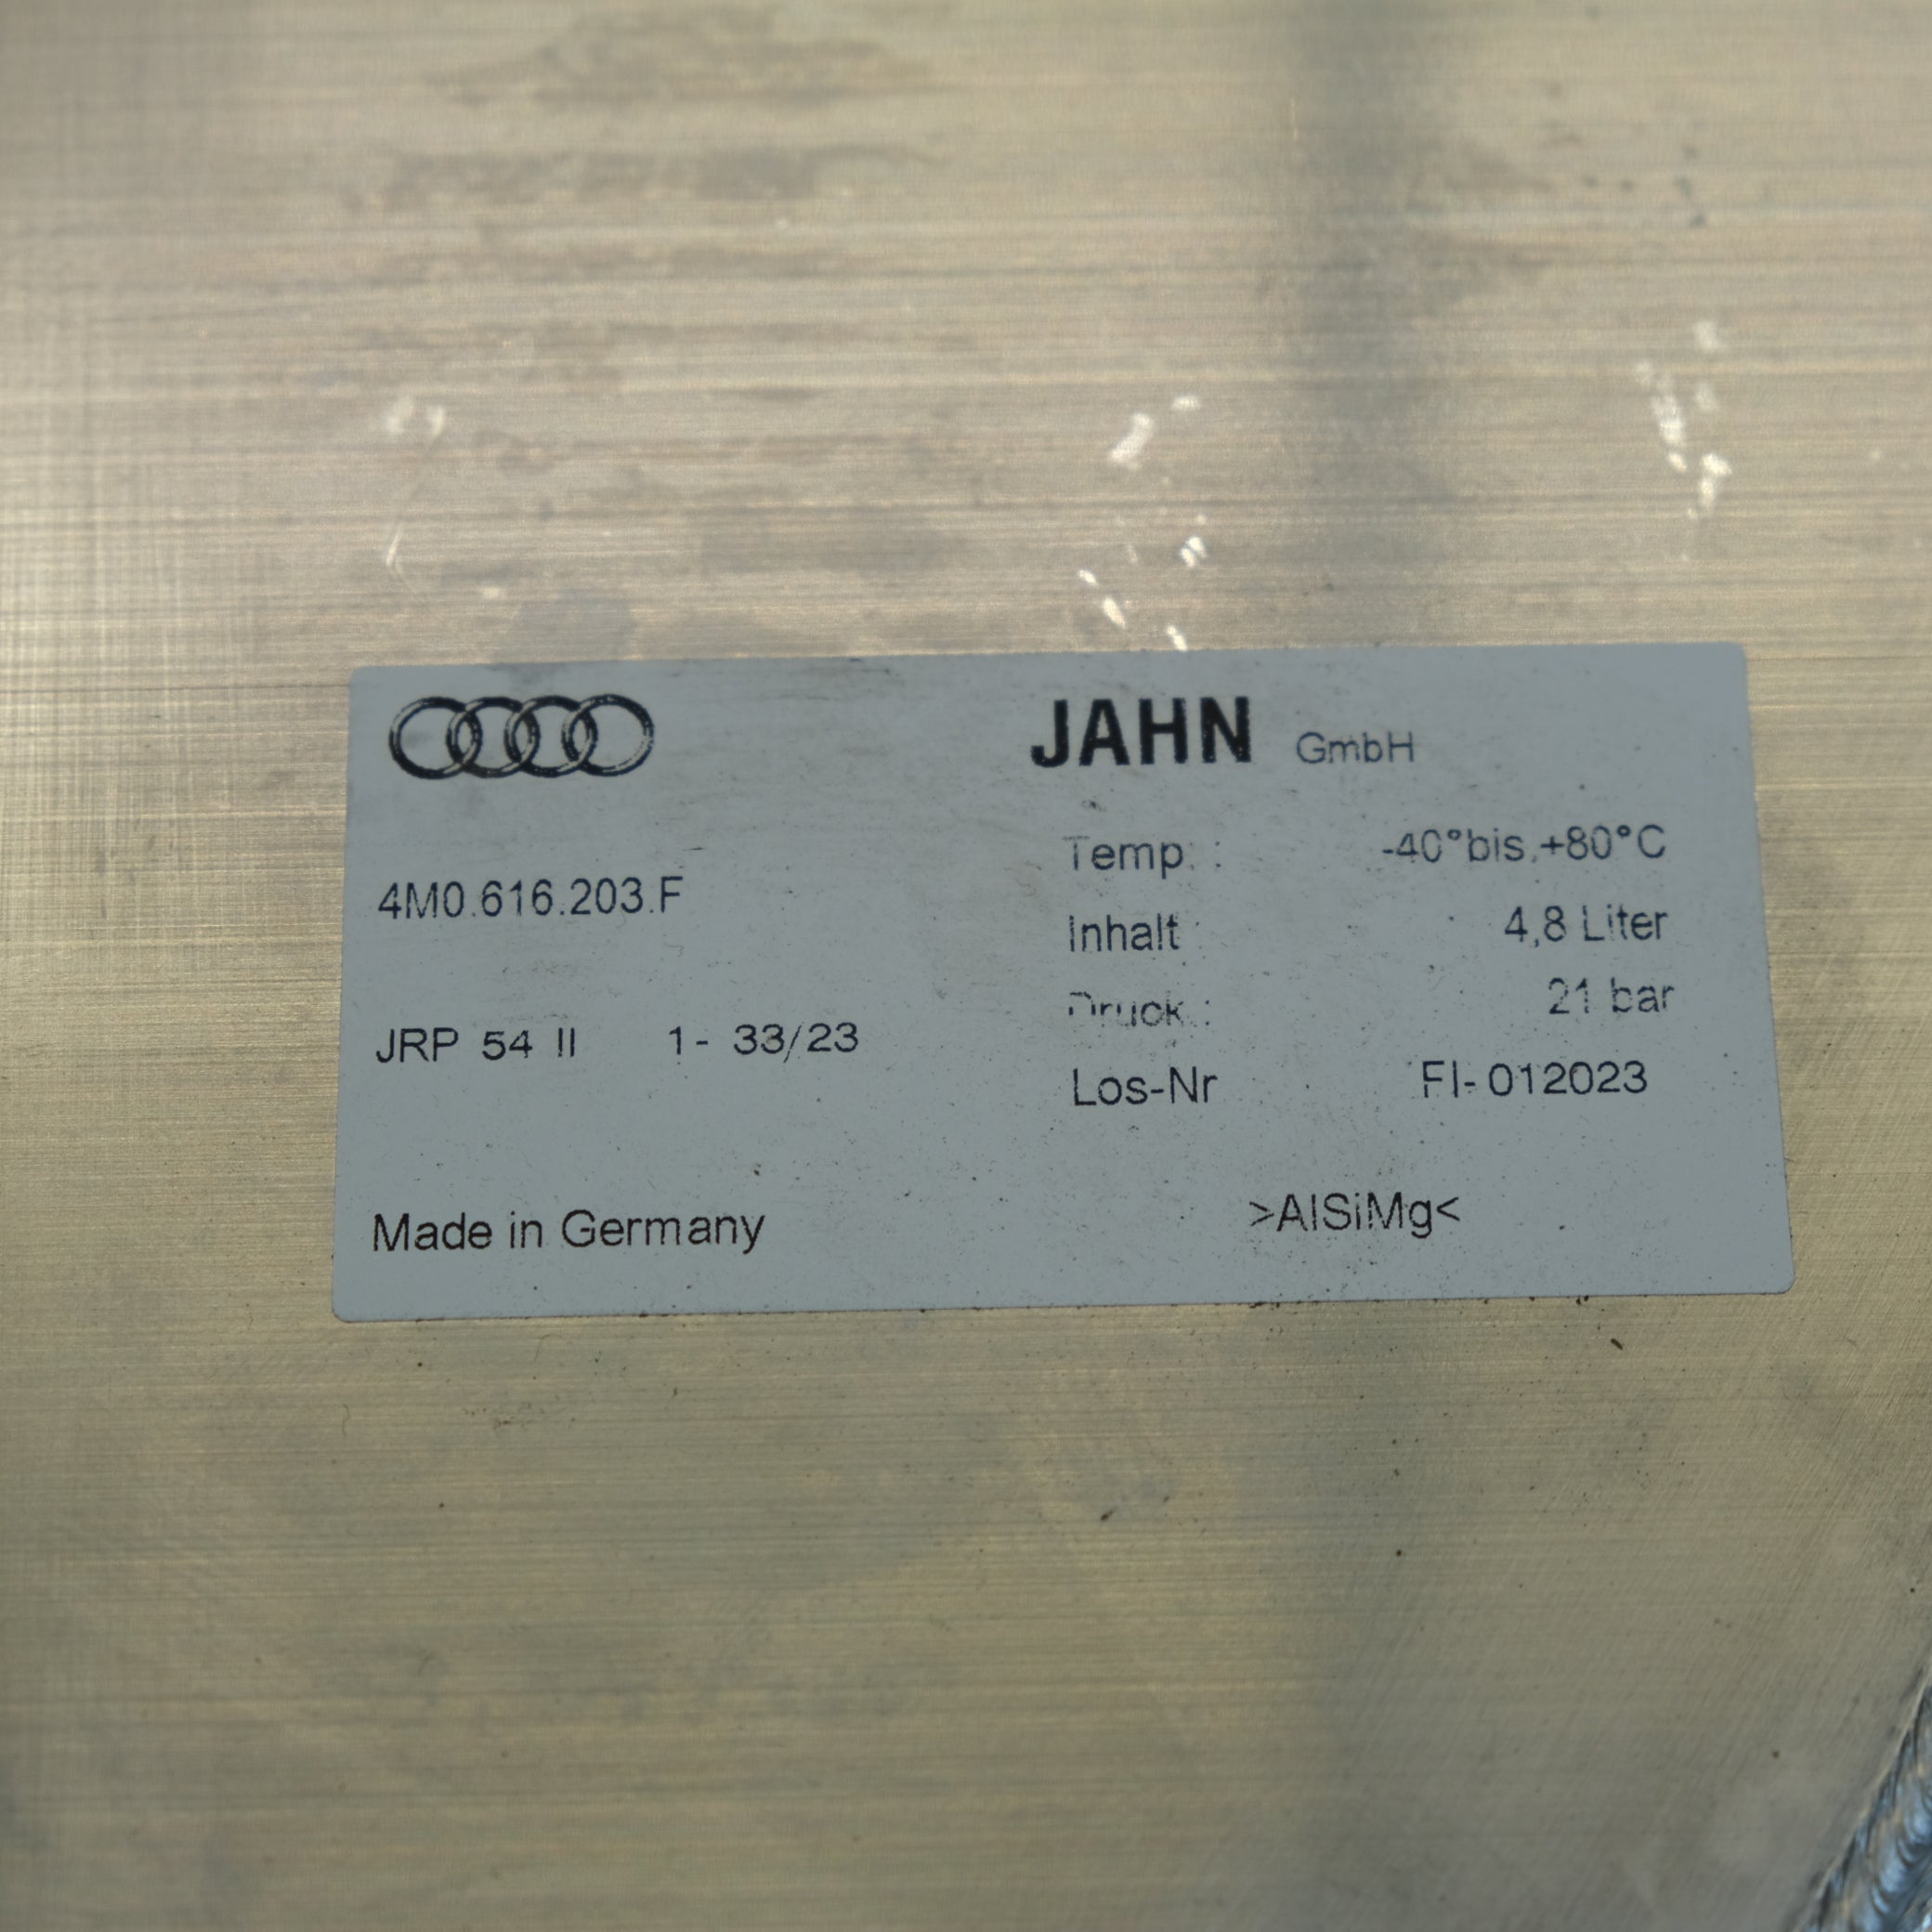 JAHN GmbH
4M0.616.203.F
JRP 54 II 1- 33/23
Made in Germany
Temp. : -40°bis.+80°C
Inhalt : 4,8 Liter
Druck. : 21 bar
Los-Nr FI-012023
>AlSiMg<